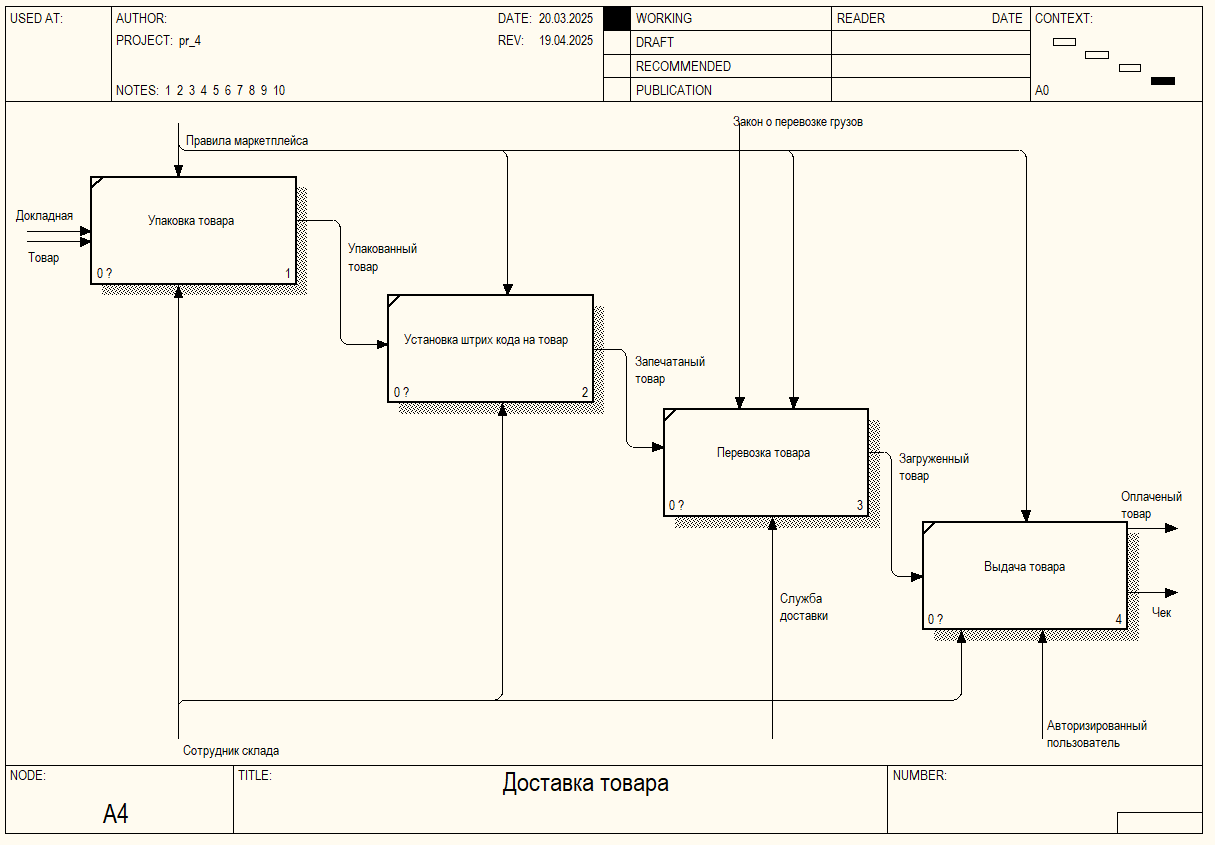 USED AT:
AUTHOR:
DATE: 20.03.2025
PROJECT: pr_4
REV: 19.04.2025
NOTES: 1 2 3 4 5 6 7 8 9 10
WORKING
DRAFT
RECOMMENDED
PUBLICATION
READER
DATE
CONTEXT:
A0
Правила маркетплейса
Закон о перевозке грузов
Докладная
Товар
Упаковка товара
0 ?
1
Упакованный
товар
Установка штрих кода на товар
0 ?
2
Запечатаный
товар
Перевозка товара
0 ?
3
Загруженный
товар
Выдача товара
0 ?
4
Оплаченый
товар
Чек
Служба
доставки
Сотрудник склада
Авторизированный
пользователь
NODE:
A4
TITLE:
Доставка товара
NUMBER: